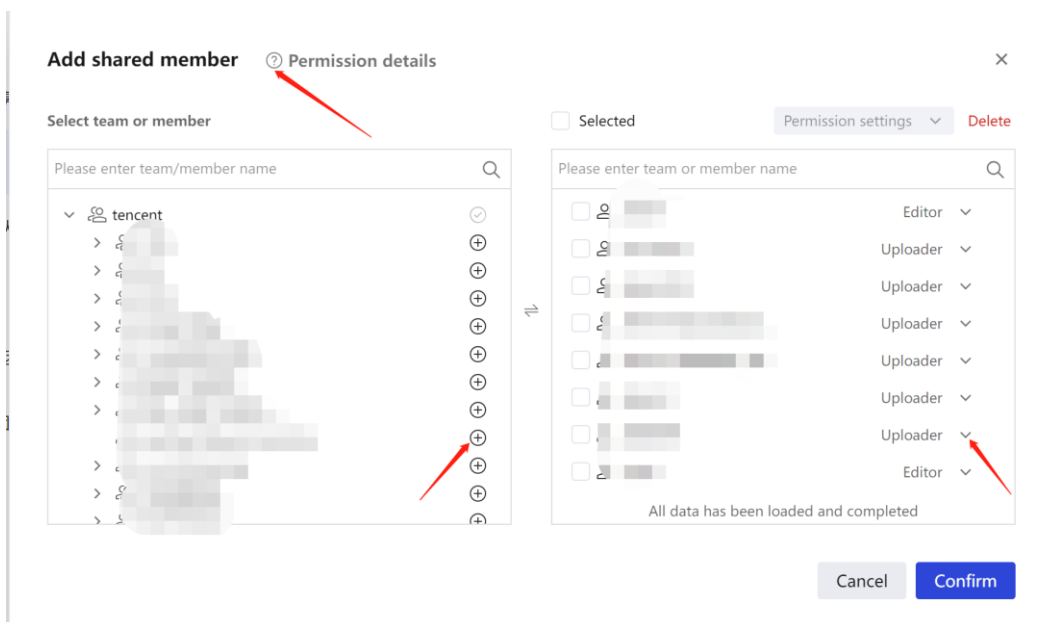 Add shared member Permission details
Select team or member
Selected Permission settings Delete
Please enter team/member name
Please enter team or member name
tencent
Editor
Uploader
Uploader
Uploader
Uploader
Uploader
Uploader
Editor
All data has been loaded and completed
Cancel Confirm